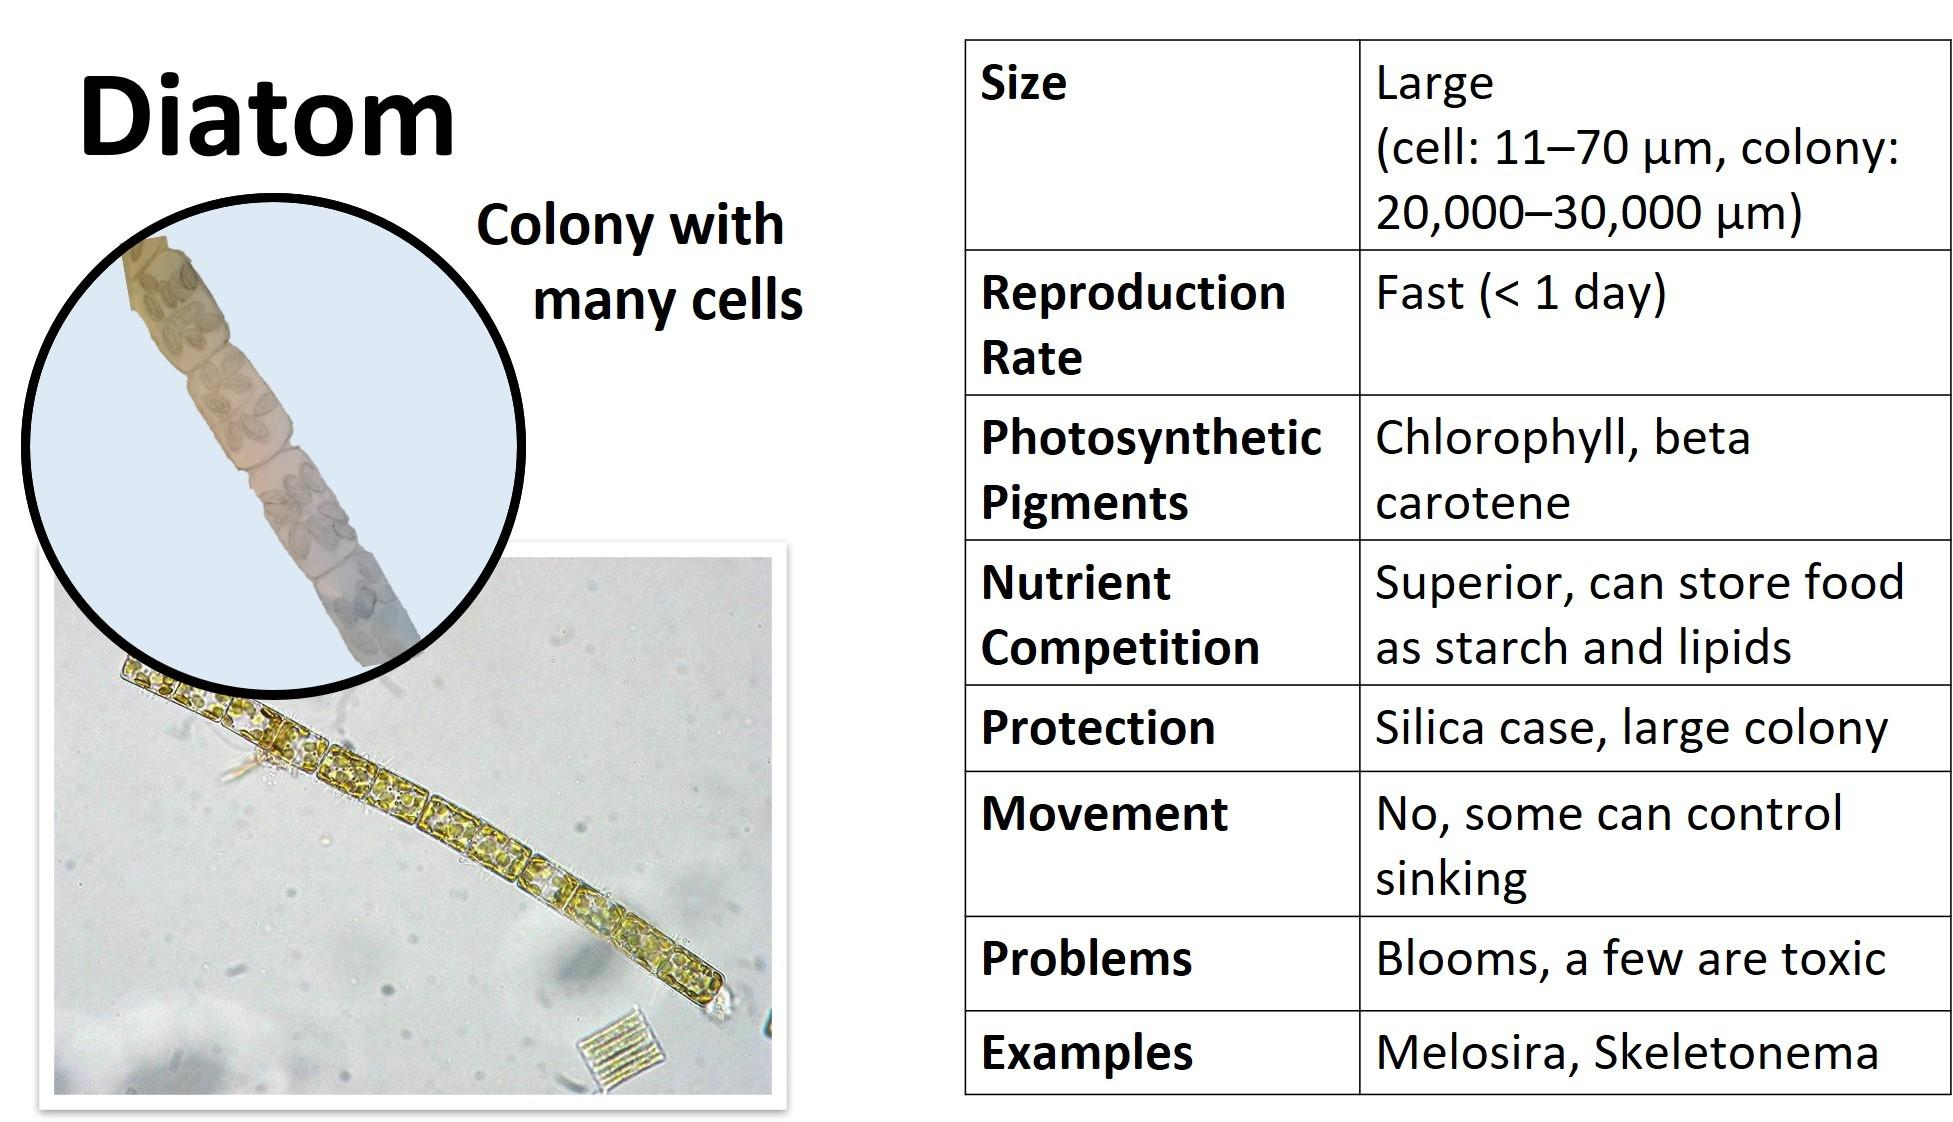 Diatom
Colony with
many cells
Size
Large
(cell: 11–70 µm, colony:
20,000–30,000 µm)
Reproduction
Rate
Fast (< 1 day)
Photosynthetic
Pigments
Chlorophyll, beta
carotene
Nutrient
Competition
Superior, can store food
as starch and lipids
Protection
Silica case, large colony
Movement
No, some can control
sinking
Problems
Blooms, a few are toxic
Examples
Melosira, Skeletonema